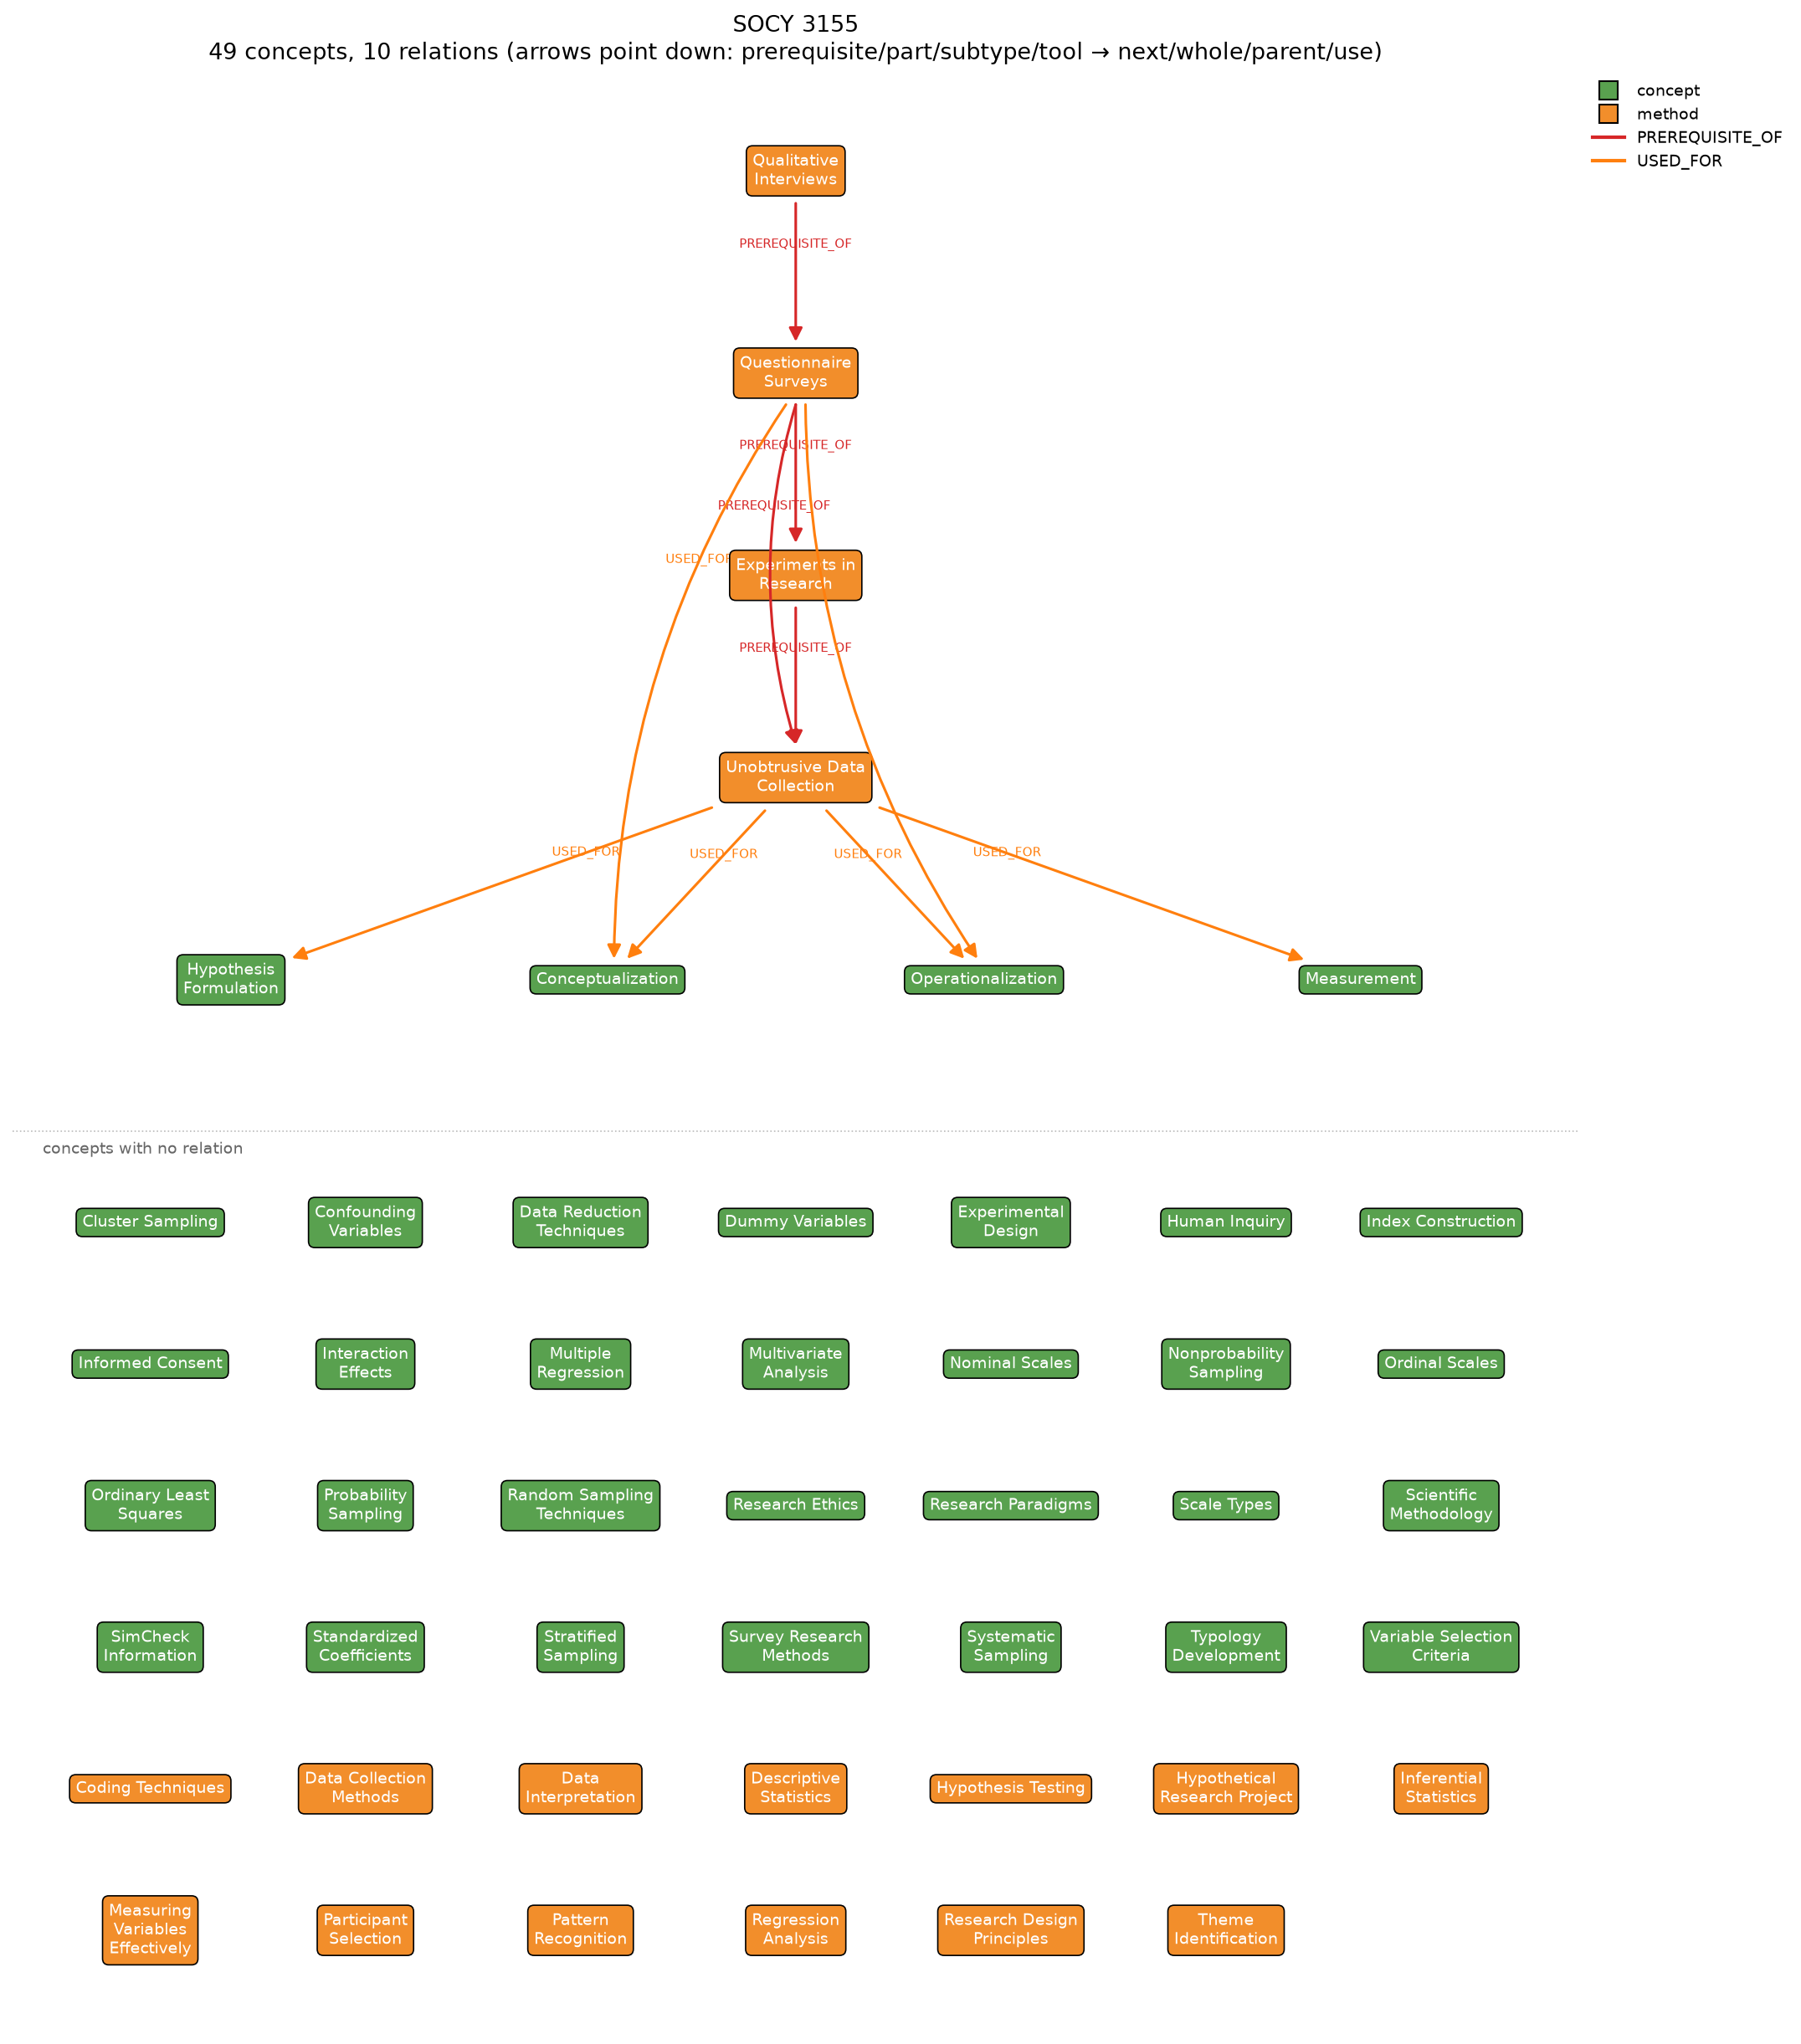 SOCY 3155
49 concepts, 10 relations (arrows point down: prerequisite/part/subtype/tool → next/whole/parent/use)
concept
method
PREREQUISITE_OF
USED_FOR
Qualitative
Interviews
PREREQUISITE_OF
Questionnaire
Surveys
PREREQUISITE_OF
PREREQUISITE_OF
USED_FOR
Experiments in
Research
PREREQUISITE_OF
Unobtrusive Data
Collection
USED_FOR
USED_FOR
USED_FOR
USED_FOR
Hypothesis
Formulation
Conceptualization
Operationalization
Measurement
concepts with no relation
Cluster Sampling
Confounding
Variables
Data Reduction
Techniques
Dummy Variables
Experimental
Design
Human Inquiry
Index Construction
Informed Consent
Interaction
Effects
Multiple
Regression
Multivariate
Analysis
Nominal Scales
Nonprobability
Sampling
Ordinal Scales
Ordinary Least
Squares
Probability
Sampling
Random Sampling
Techniques
Research Ethics
Research Paradigms
Scale Types
Scientific
Methodology
SimCheck
Information
Standardized
Coefficients
Stratified
Sampling
Survey Research
Methods
Systematic
Sampling
Typology
Development
Variable Selection
Criteria
Coding Techniques
Data Collection
Methods
Data
Interpretation
Descriptive
Statistics
Hypothesis Testing
Hypothetical
Research Project
Inferential
Statistics
Measuring
Variables
Effectively
Participant
Selection
Pattern
Recognition
Regression
Analysis
Research Design
Principles
Theme
Identification